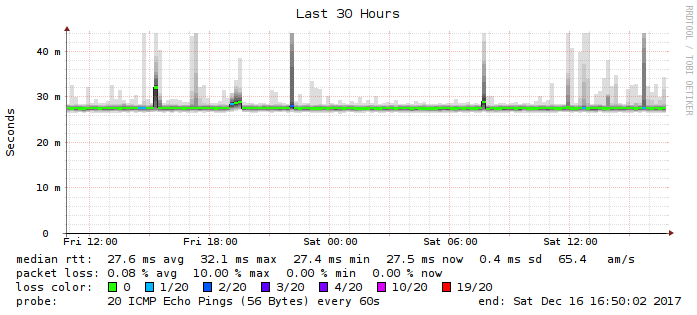 Last 30 Hours
RRDTOOL / TOBI OETIKER
Seconds
40 m
30 m
20 m
10 m
0
Fri 12:00 Fri 18:00 Sat 00:00 Sat 06:00 Sat 12:00
median rtt: 27.6 ms avg 32.1 ms max 27.4 ms min 27.5 ms now 0.4 ms sd 65.4 am/s
packet loss: 0.08 % avg 10.00 % max 0.00 % min 0.00 % now
loss color: 0 1/20 2/20 3/20 4/20 10/20 19/20
probe: 20 ICMP Echo Pings (56 Bytes) every 60s end: Sat Dec 16 16:50:02 2017